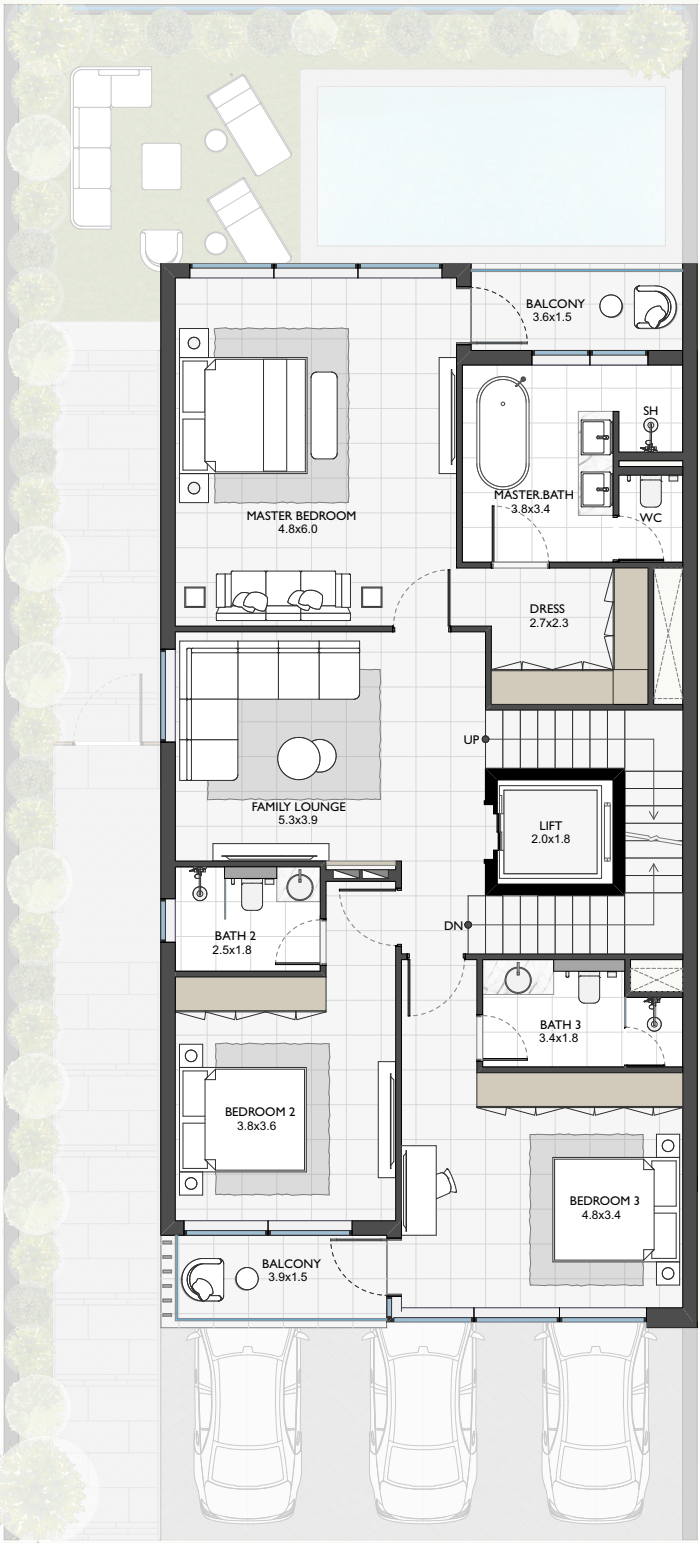 BALCONY
3.6x1.5
SH
MASTER.BATH
3.8x3.4
WC
MASTER BEDROOM
4.8x6.0
DRESS
2.7x2.3
UP
FAMILY LOUNGE
5.3x3.9
LIFT
2.0x1.8
DN
BATH 2
2.5x1.8
BATH 3
3.4x1.8
BEDROOM 2
3.8x3.6
BEDROOM 3
4.8x3.4
BALCONY
3.9x1.5